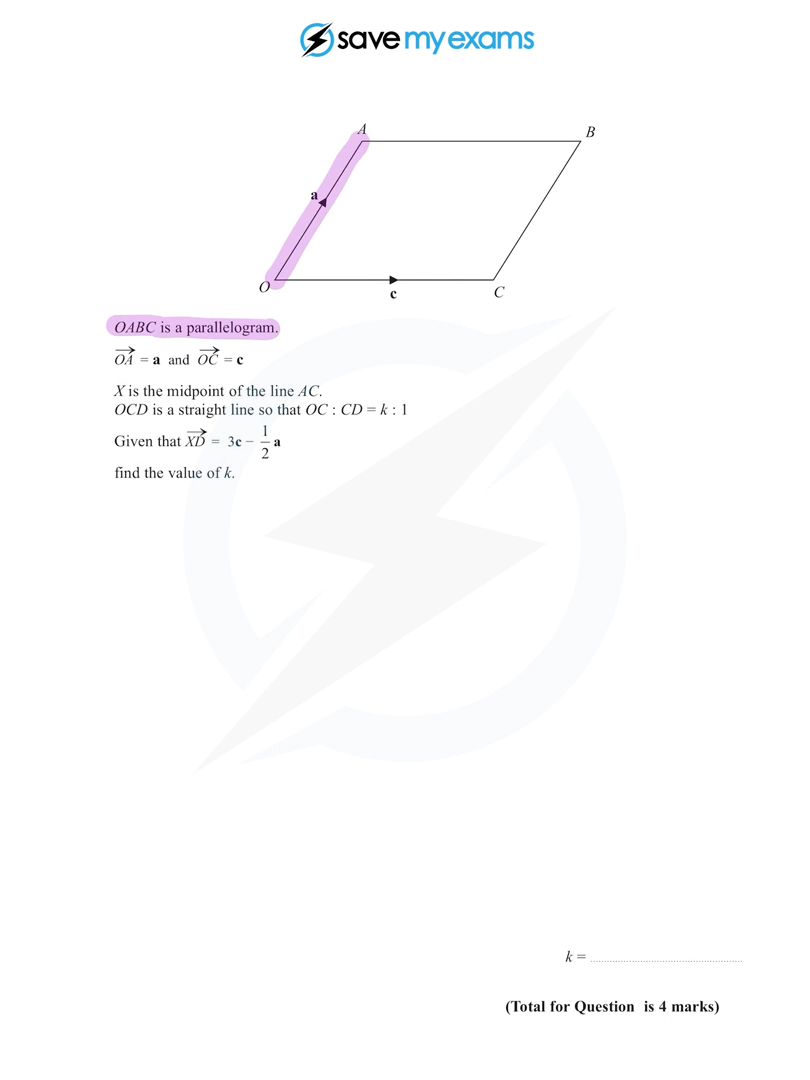 save my exams
A
B
a
O
c
C
OABC is a parallelogram.
OA = a and OC = c
X is the midpoint of the line AC.
OCD is a straight line so that OC : CD = k : 1
Given that XD = 3c − 1/2 a
find the value of k.
k = ......................................................
(Total for Question is 4 marks)